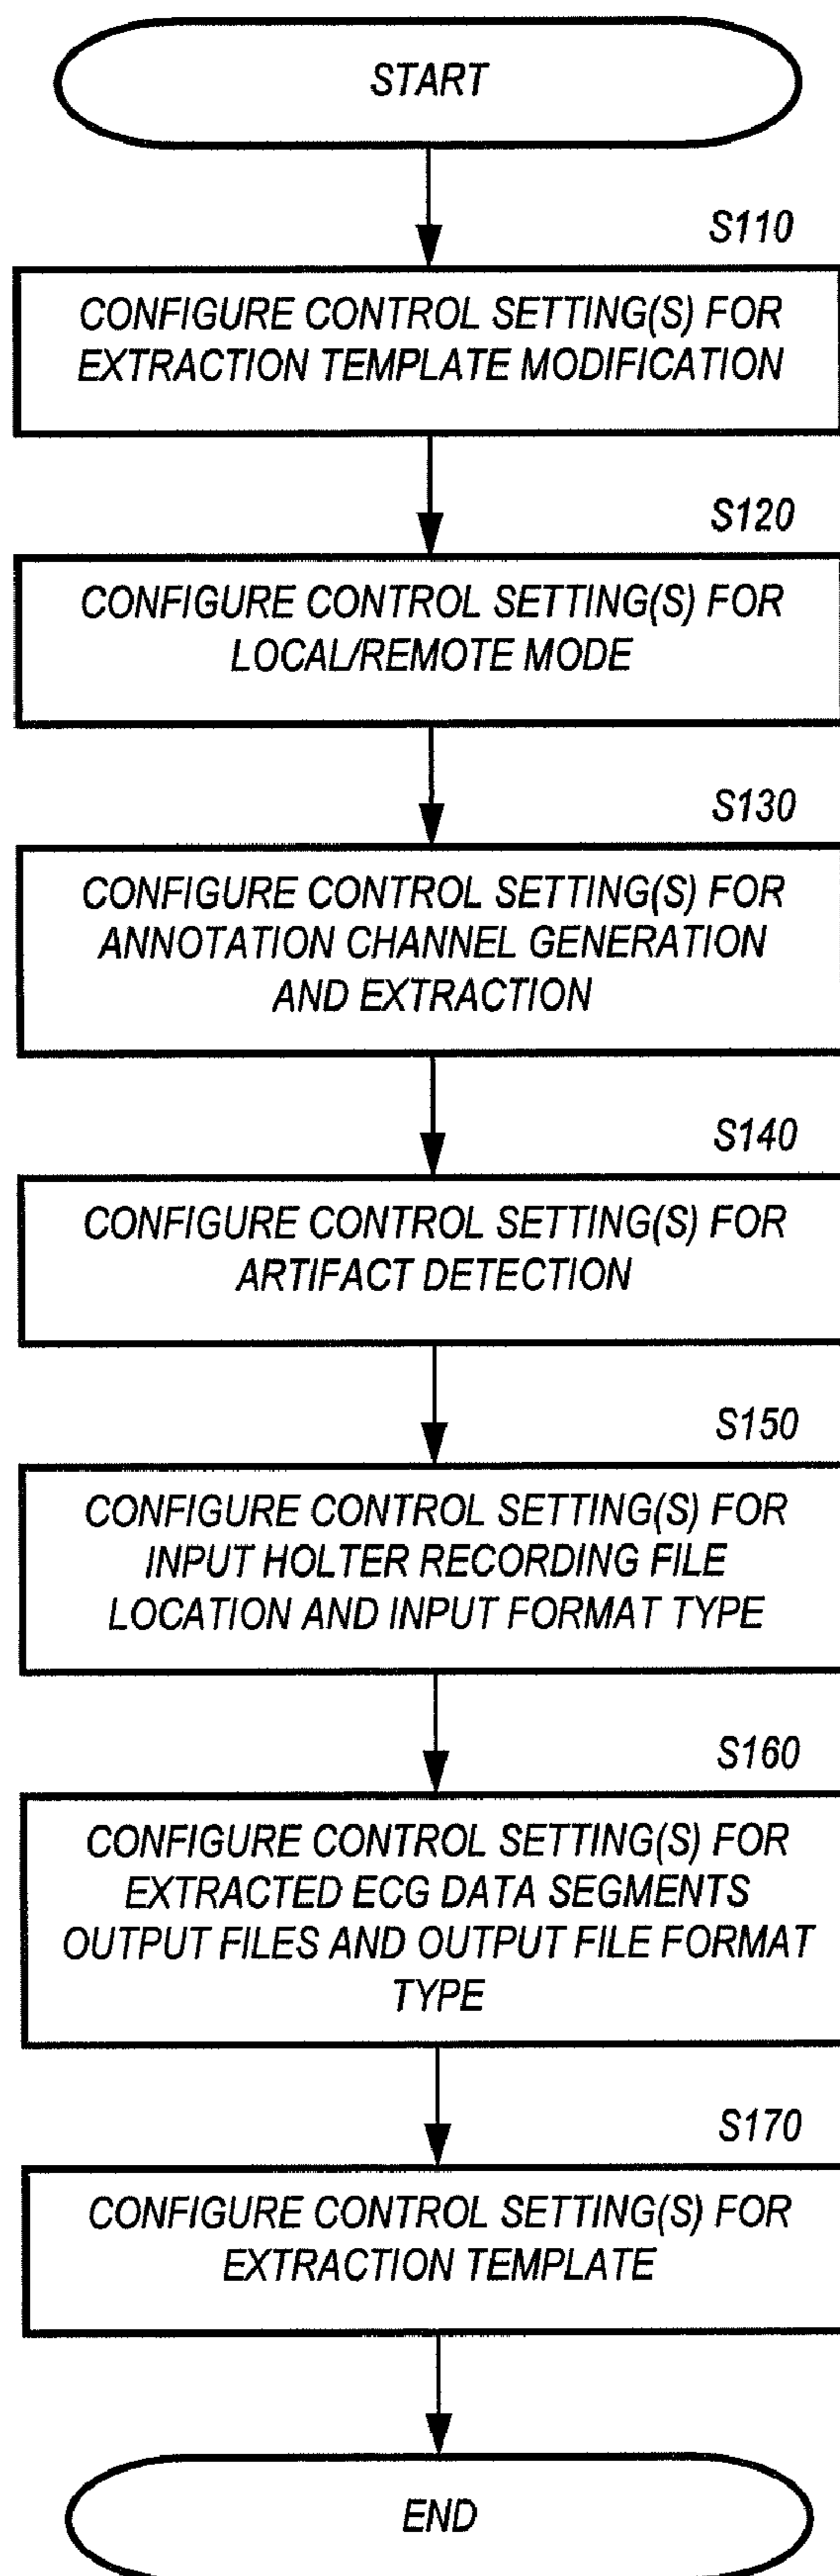 START
S110
CONFIGURE CONTROL SETTING(S) FOR
EXTRACTION TEMPLATE MODIFICATION
S120
CONFIGURE CONTROL SETTING(S) FOR
LOCAL/REMOTE MODE
S130
CONFIGURE CONTROL SETTING(S) FOR
ANNOTATION CHANNEL GENERATION
AND EXTRACTION
S140
CONFIGURE CONTROL SETTING(S) FOR
ARTIFACT DETECTION
S150
CONFIGURE CONTROL SETTING(S) FOR
INPUT HOLTER RECORDING FILE
LOCATION AND INPUT FORMAT TYPE
S160
CONFIGURE CONTROL SETTING(S) FOR
EXTRACTED ECG DATA SEGMENTS
OUTPUT FILES AND OUTPUT FILE FORMAT
TYPE
S170
CONFIGURE CONTROL SETTING(S) FOR
EXTRACTION TEMPLATE
END